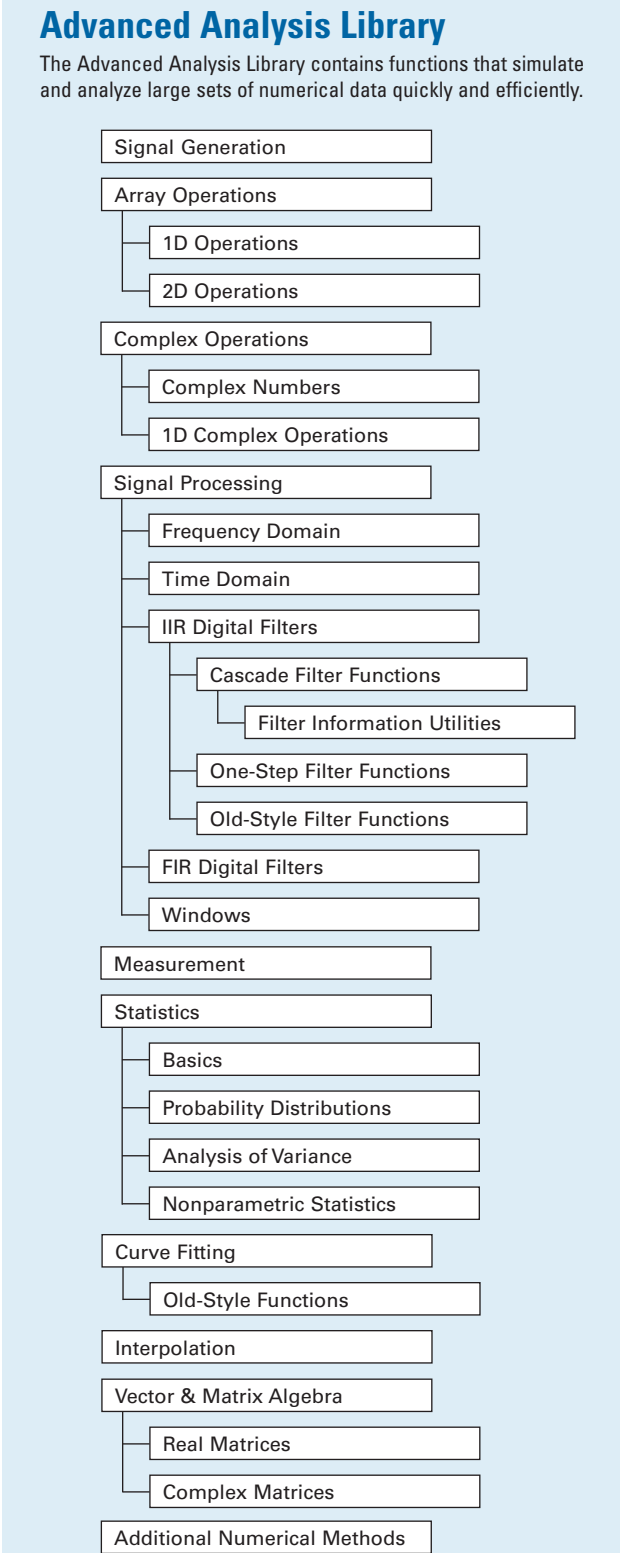 Advanced Analysis Library
The Advanced Analysis Library contains functions that simulate
and analyze large sets of numerical data quickly and efficiently.
Signal Generation
Array Operations
1D Operations
2D Operations
Complex Operations
Complex Numbers
1D Complex Operations
Signal Processing
Frequency Domain
Time Domain
IIR Digital Filters
Cascade Filter Functions
Filter Information Utilities
One-Step Filter Functions
Old-Style Filter Functions
FIR Digital Filters
Windows
Measurement
Statistics
Basics
Probability Distributions
Analysis of Variance
Nonparametric Statistics
Curve Fitting
Old-Style Functions
Interpolation
Vector & Matrix Algebra
Real Matrices
Complex Matrices
Additional Numerical Methods